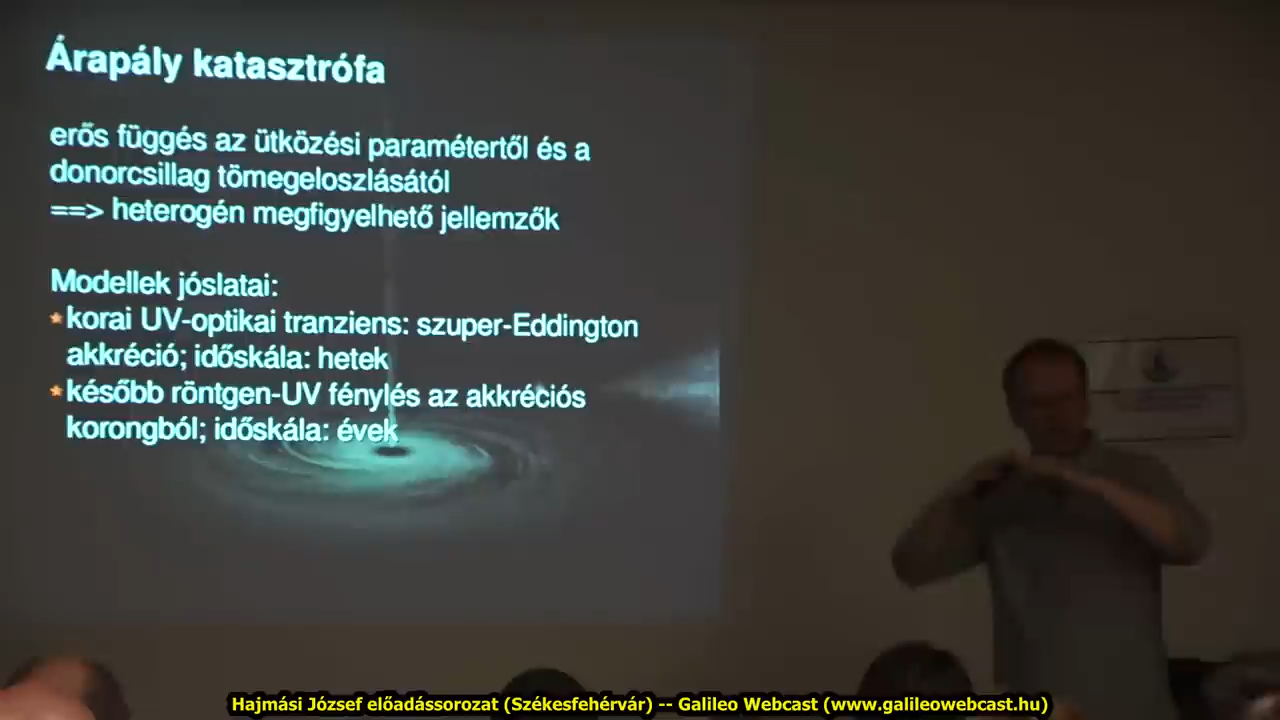 Árapály katasztrófa
erős függés az ütközési paramétertől és a
donorcsillag tömegeloszlásától
==> heterogén megfigyelhető jellemzők
Modellek jóslatai:
korai UV-optikai tranziens: szuper-Eddington
akkréció; időskála: hetek
később röntgen-UV fénylés az akkréciós
korongból; időskála: évek
Hajmási József előadássorozat (Székesfehérvár) -- Galileo Webcast (www.galileowebcast.hu)